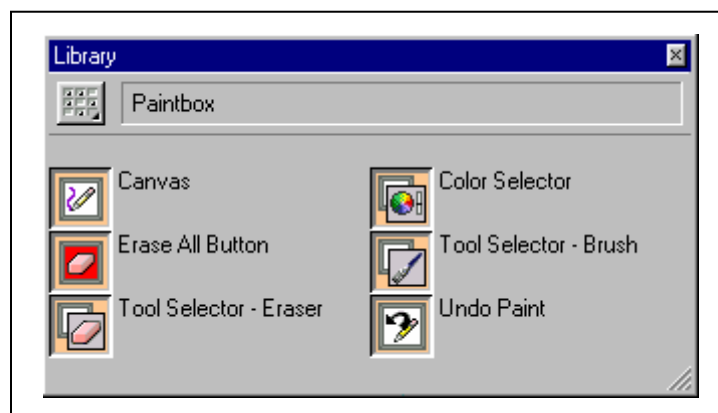 Library
Paintbox
Canvas
Color Selector
Erase All Button
Tool Selector - Brush
Tool Selector - Eraser
Undo Paint